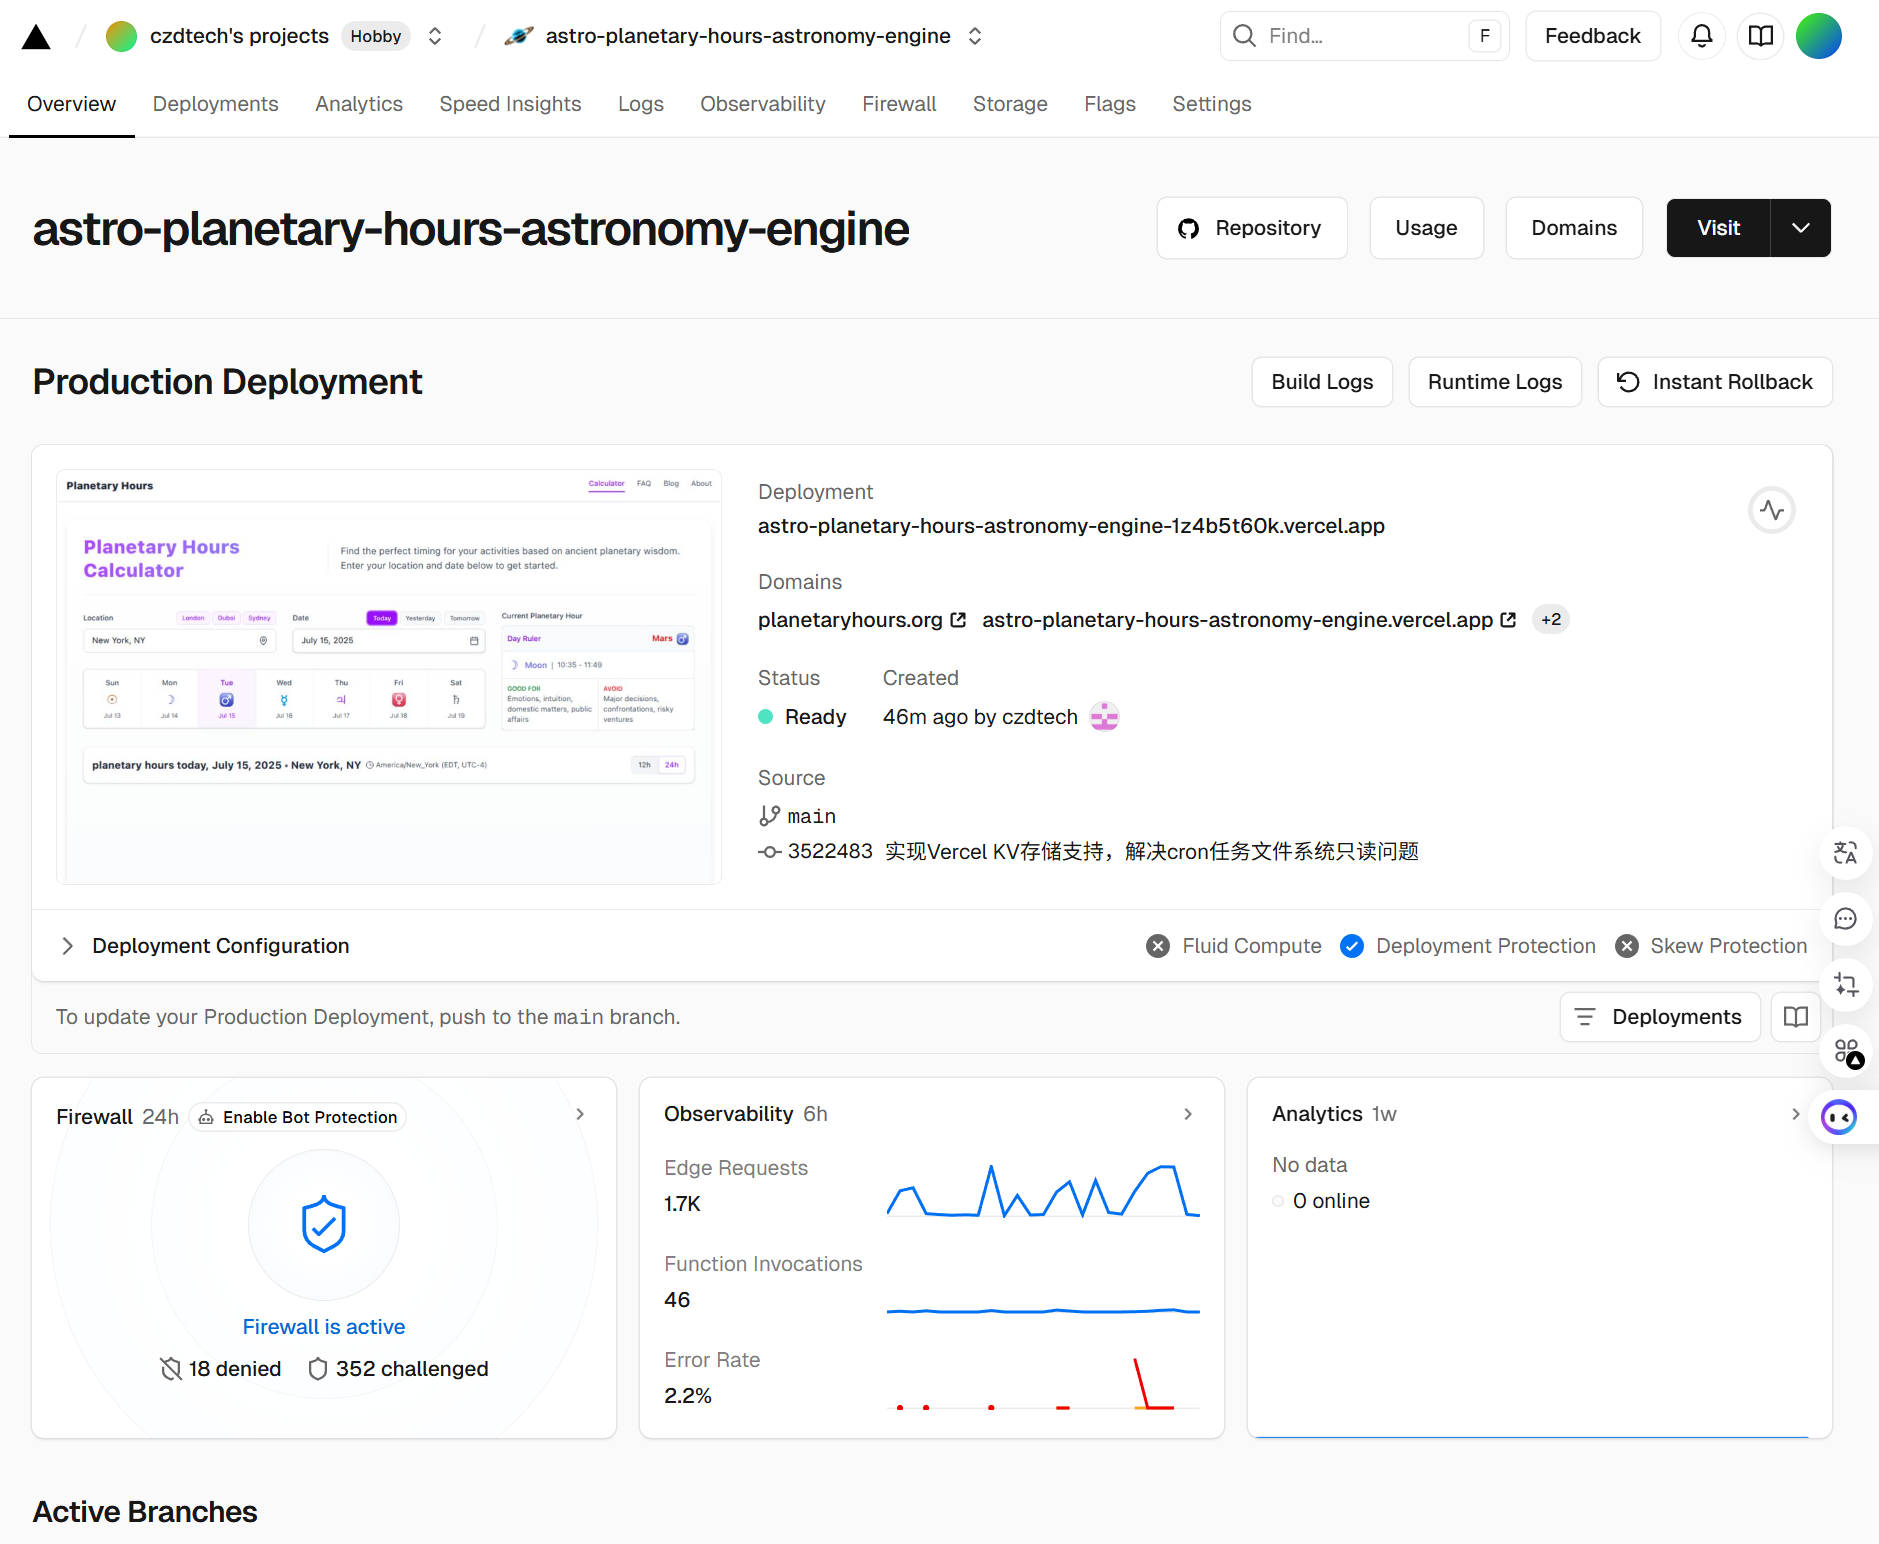 czdtech's projects Hobby astro-planetary-hours-astronomy-engine Find... F Feedback
Overview Deployments Analytics Speed Insights Logs Observability Firewall Storage Flags Settings
astro-planetary-hours-astronomy-engine
Repository Usage Domains Visit
Production Deployment
Build Logs Runtime Logs Instant Rollback
Planetary Hours Calculator FAQ Blog About
Planetary Hours
Calculator
Find the perfect timing for your activities based on ancient planetary wisdom.
Enter your location and date below to get started.
Location London Dubai Sydney
New York, NY
Date Today Yesterday Tomorrow
July 15, 2025
Sun Mon Tue Wed Thu Fri Sat
Jul 13 Jul 14 Jul 15 Jul 16 Jul 17 Jul 18 Jul 19
Current Planetary Hour
Day Ruler Mars
Moon | 10:35 - 11:49
GOOD FOR
Emotions, intuition,
domestic matters, public
affairs
AVOID
Major decisions,
confrontations, risky
ventures
planetary hours today, July 15, 2025 • New York, NY America/New_York (EDT, UTC-4) 12h 24h
Deployment
astro-planetary-hours-astronomy-engine-1z4b5t60k.vercel.app
Domains
planetaryhours.org astro-planetary-hours-astronomy-engine.vercel.app +2
Status Created
Ready 46m ago by czdtech
Source
main
3522483 实现Vercel KV存储支持，解决cron任务文件系统只读问题
Deployment Configuration Fluid Compute Deployment Protection Skew Protection
To update your Production Deployment, push to the main branch. Deployments
Firewall 24h Enable Bot Protection
Firewall is active
18 denied 352 challenged
Observability 6h
Edge Requests
1.7K
Function Invocations
46
Error Rate
2.2%
Analytics 1w
No data
0 online
Active Branches